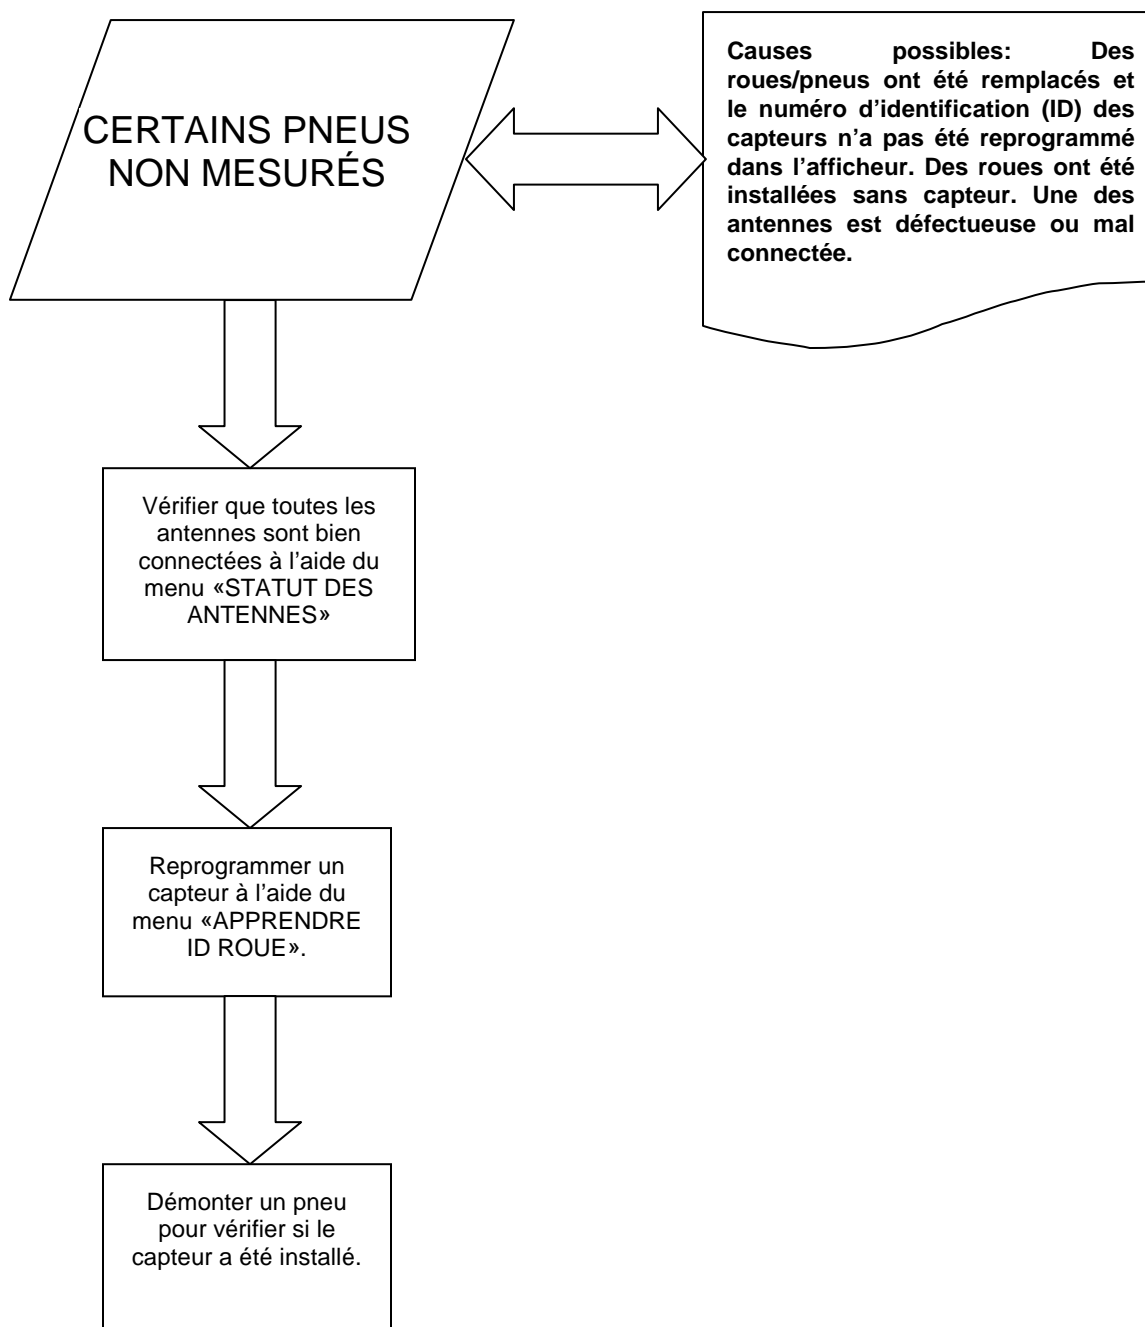 CERTAINS PNEUS
NON MESURÉS
Causes possibles: Des
roues/pneus ont été remplacés et
le numéro d’identification (ID) des
capteurs n’a pas été reprogrammé
dans l’afficheur. Des roues ont été
installées sans capteur. Une des
antennes est défectueuse ou mal
connectée.
Vérifier que toutes les
antennes sont bien
connectées à l’aide du
menu «STATUT DES
ANTENNES»
Reprogrammer un
capteur à l’aide du
menu «APPRENDRE
ID ROUE».
Démonter un pneu
pour vérifier si le
capteur a été installé.